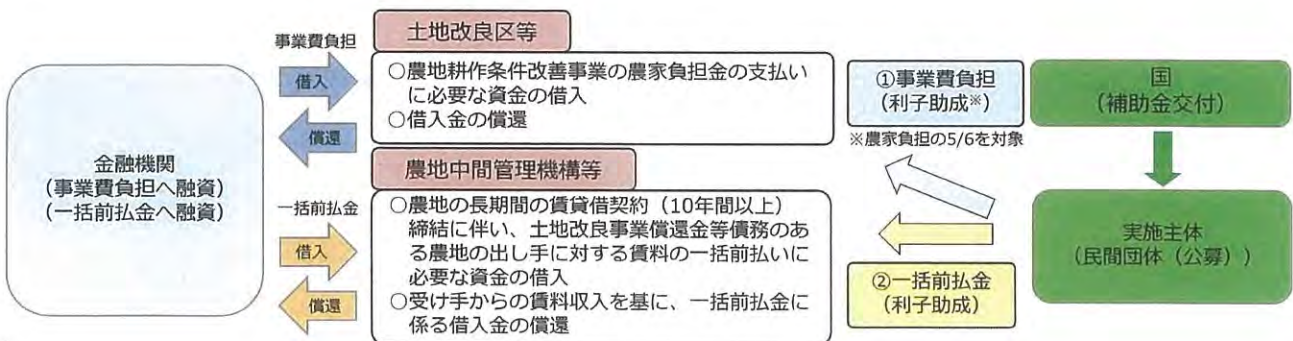 金融機関
(事業費負担へ融資)
(一括前払金へ融資)
事業費負担
借入
償還
一括前払金
借入
償還
土地改良区等
○農地耕作条件改善事業の農家負担金の支払い
に必要な資金の借入
○借入金の償還
農地中間管理機構等
○農地の長期間の賃貸借契約(10年間以上)
締結に伴い、土地改良事業償還金等債務のあ
る農地の出し手に対する賃料の一括前払いに
必要な資金の借入
○受け手からの賃料収入を基に、一括前払金に
係る借入金の償還
①事業費負担
(利子助成※)
※農家負担の5/6を対象
②一括前払金
(利子助成)
国
(補助金交付)
実施主体
(民間団体(公募))